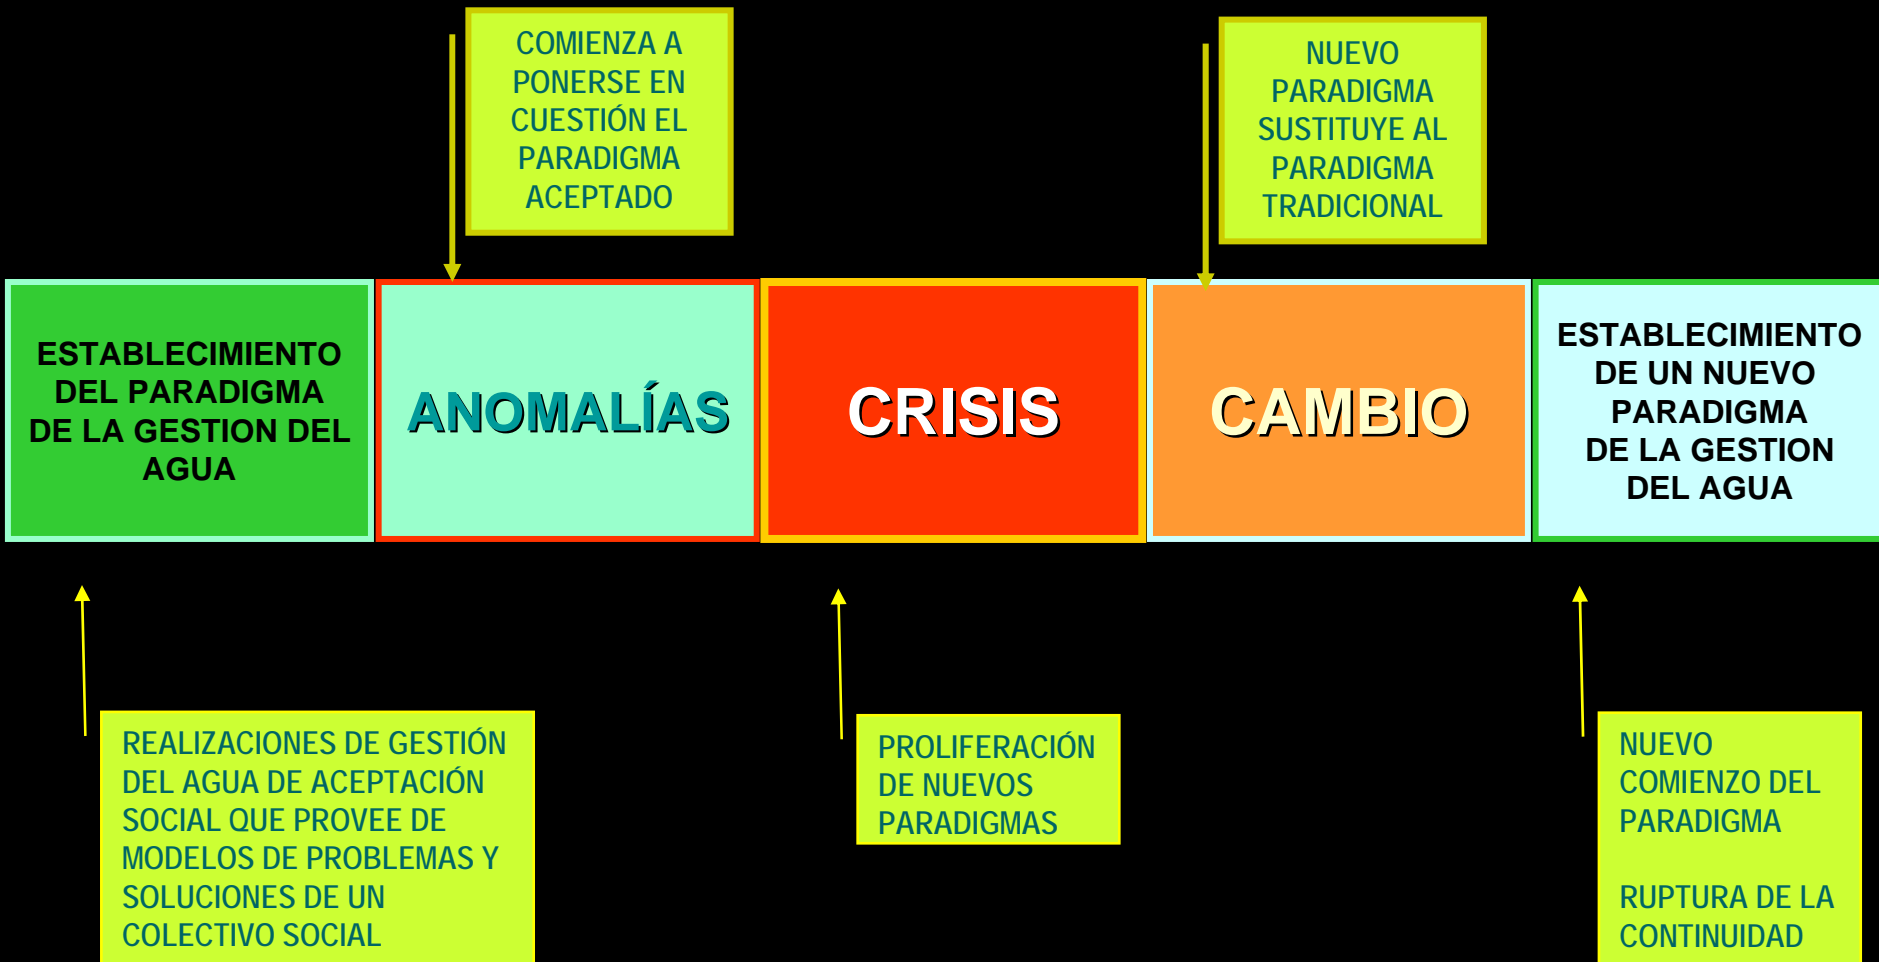 COMIENZA A
PONERSE EN
CUESTIÓN EL
PARADIGMA
ACEPTADO
NUEVO
PARADIGMA
SUSTITUYE AL
PARADIGMA
TRADICIONAL
ESTABLECIMIENTO
DEL PARADIGMA
DE LA GESTION DEL
AGUA
ANOMALÍAS
CRISIS
CAMBIO
ESTABLECIMIENTO
DE UN NUEVO
PARADIGMA
DE LA GESTION
DEL AGUA
REALIZACIONES DE GESTIÓN
DEL AGUA DE ACEPTACIÓN
SOCIAL QUE PROVEE DE
MODELOS DE PROBLEMAS Y
SOLUCIONES DE UN
COLECTIVO SOCIAL
PROLIFERACIÓN
DE NUEVOS
PARADIGMAS
NUEVO
COMIENZO DEL
PARADIGMA
RUPTURA DE LA
CONTINUIDAD